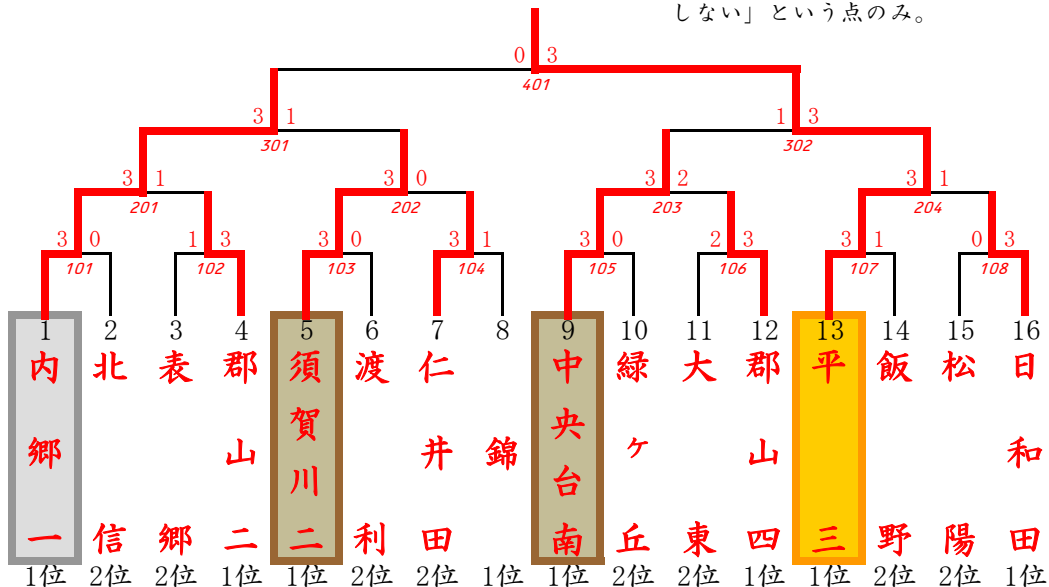 しない」という点のみ。
0 3
401
3 1
301
1 3
302
3 1
201
3 0
202
3 2
203
3 1
204
3 0
101
1 3
102
3 0
103
3 1
104
3 0
105
2 3
106
3 1
107
0 3
108
1 内郷一 1位
2 北信 2位
3 表郷 2位
4 郡山二 1位
5 須賀川二 1位
6 渡利 2位
7 仁井田 2位
8 錦 1位
9 中央台南 1位
10 緑ヶ丘 2位
11 大東 2位
12 郡山四 1位
13 平三 1位
14 飯野 2位
15 松陽 2位
16 日和田 1位